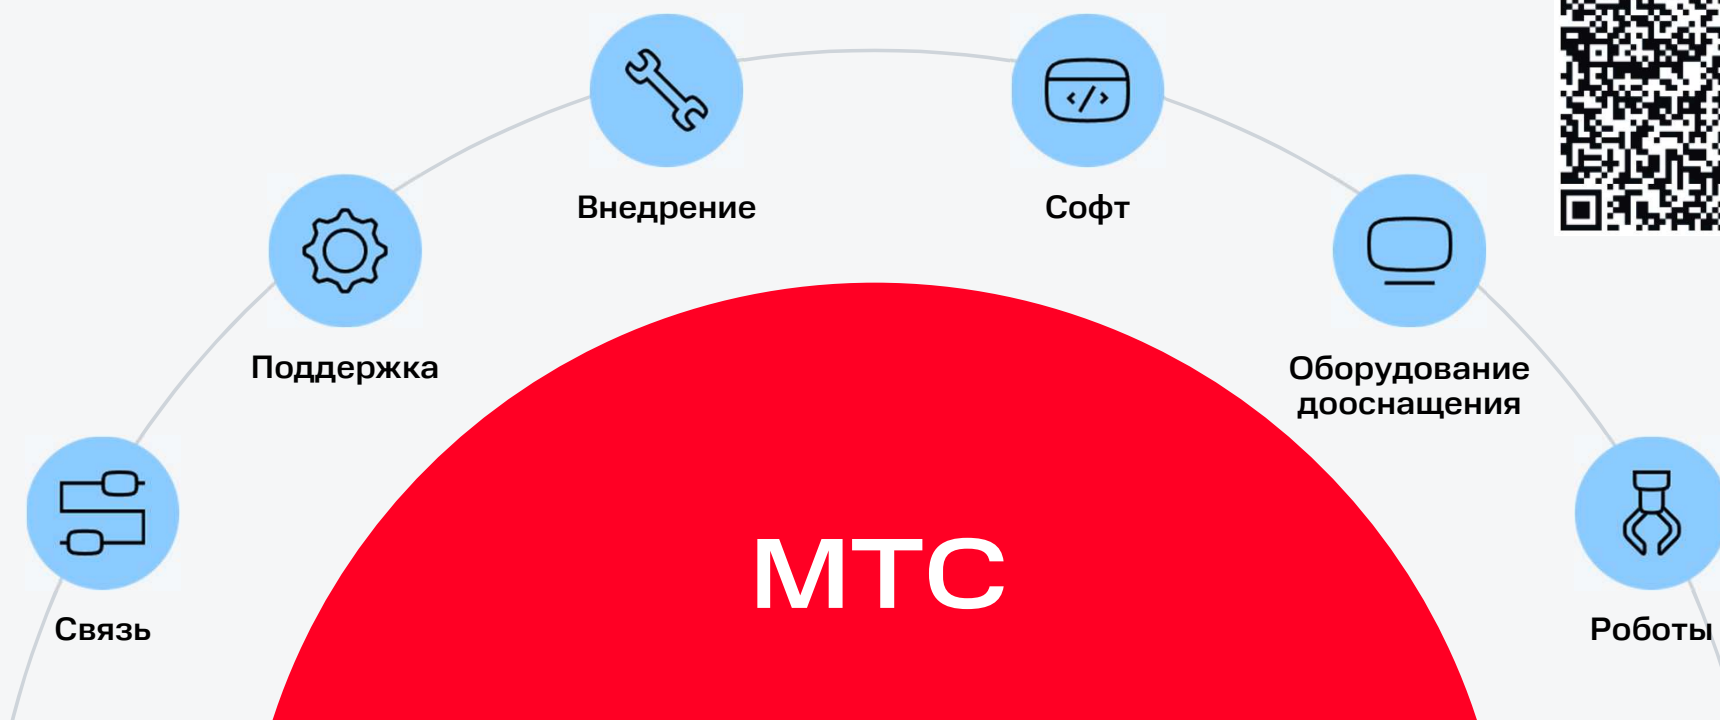 Внедрение
Софт
Поддержка
Оборудование
дооснащения
МТС
Связь
Роботы